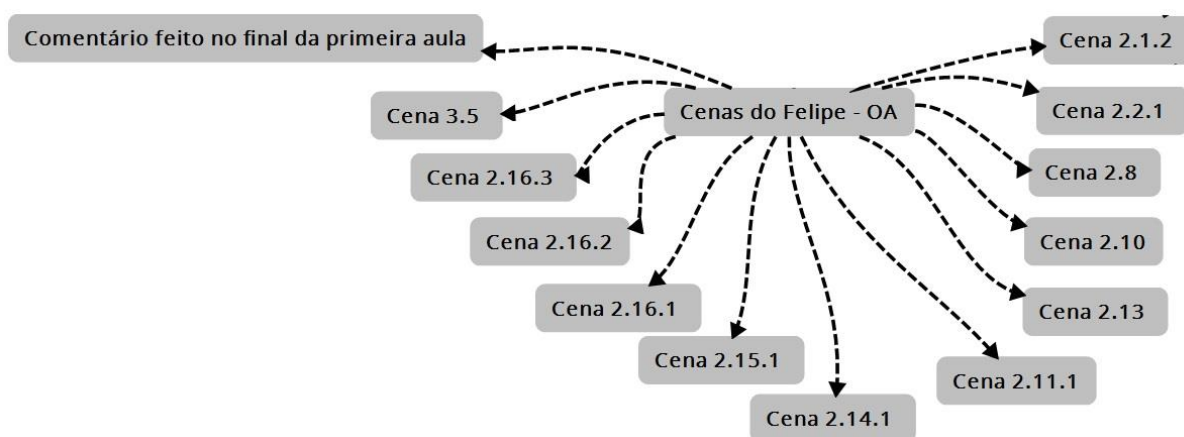 Comentário feito no final da primeira aula
Cena 2.1.2
Cenas do Felipe - OA
Cena 3.5
Cena 2.2.1
Cena 2.16.3
Cena 2.8
Cena 2.16.2
Cena 2.10
Cena 2.16.1
Cena 2.13
Cena 2.15.1
Cena 2.11.1
Cena 2.14.1